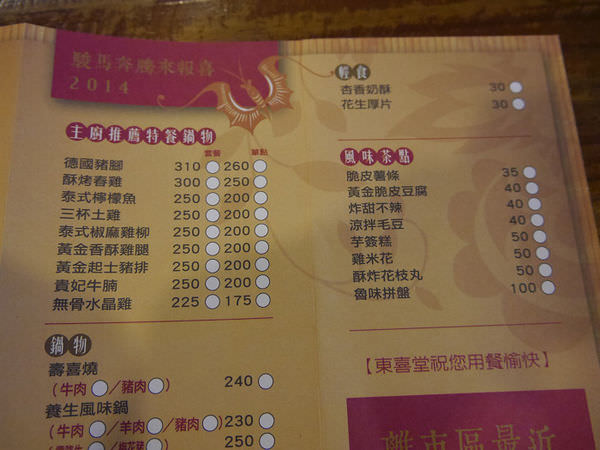 駿馬奔勝來報喜
2014
主廚推薦特餐鍋物
套餐 單點
德國豬腳 310 260
酥烤春雞 300 250
泰式檸檬魚 250 200
三杯土雞 250 200
泰式椒麻雞柳 250 200
黃金香酥雞腿 250 200
黃金起士豬排 250 200
貴妃牛腩 250 200
無骨水晶雞 225 175
鍋物
壽喜燒 240
(牛肉/豬肉)
養生風味鍋
(牛肉/羊肉/豬肉) 230
250
輕食
杏香奶酥 30
花生厚片 30
風味茶點
脆皮薯條 35
黃金脆皮豆腐 40
炸甜不辣 40
涼拌毛豆 40
芋簽糕 50
雞米花 50
酥炸花枝丸 50
魯味拼盤 100
【東喜堂祝您用餐愉快】
離屯區最近